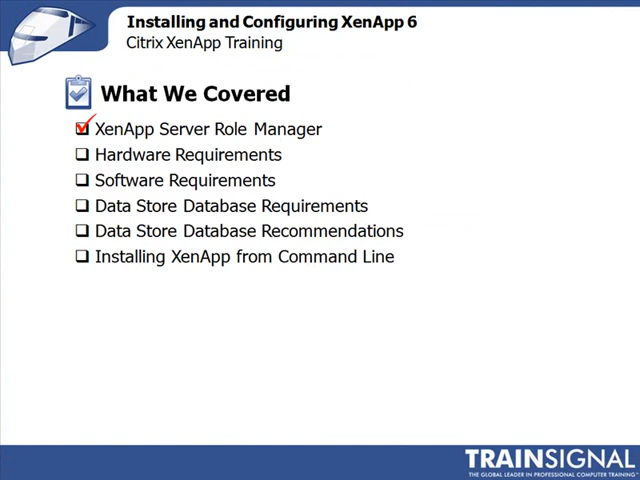 Installing and Configuring XenApp 6
Citrix XenApp Training
What We Covered
XenApp Server Role Manager
Hardware Requirements
Software Requirements
Data Store Database Requirements
Data Store Database Recommendations
Installing XenApp from Command Line
TRAINSIGNAL
THE GLOBAL LEADER IN PROFESSIONAL COMPUTER TRAINING